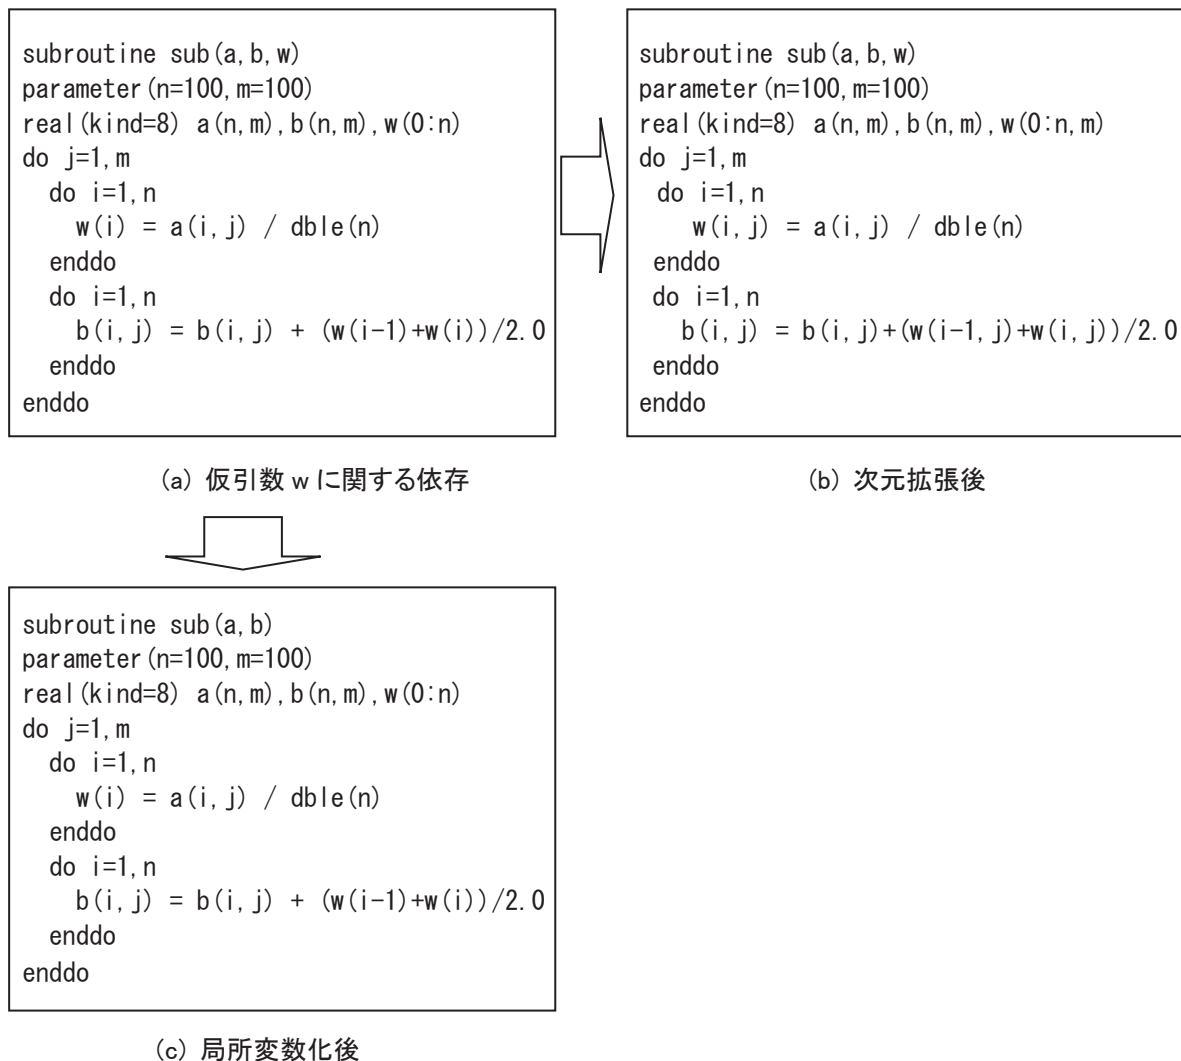 subroutine sub(a,b,w)
parameter(n=100,m=100)
real(kind=8) a(n,m),b(n,m),w(0:n)
do j=1,m
  do i=1,n
    w(i) = a(i,j) / dble(n)
  enddo
  do i=1,n
    b(i,j) = b(i,j) + (w(i-1)+w(i))/2.0
  enddo
enddo
(a) 仮引数 w に関する依存
subroutine sub(a,b,w)
parameter(n=100,m=100)
real(kind=8) a(n,m),b(n,m),w(0:n,m)
do j=1,m
  do i=1,n
    w(i,j) = a(i,j) / dble(n)
  enddo
  do i=1,n
    b(i,j) = b(i,j)+(w(i-1,j)+w(i,j))/2.0
  enddo
enddo
(b) 次元拡張後
subroutine sub(a,b)
parameter(n=100,m=100)
real(kind=8) a(n,m),b(n,m),w(0:n)
do j=1,m
  do i=1,n
    w(i) = a(i,j) / dble(n)
  enddo
  do i=1,n
    b(i,j) = b(i,j) + (w(i-1)+w(i))/2.0
  enddo
enddo
(c) 局所変数化後